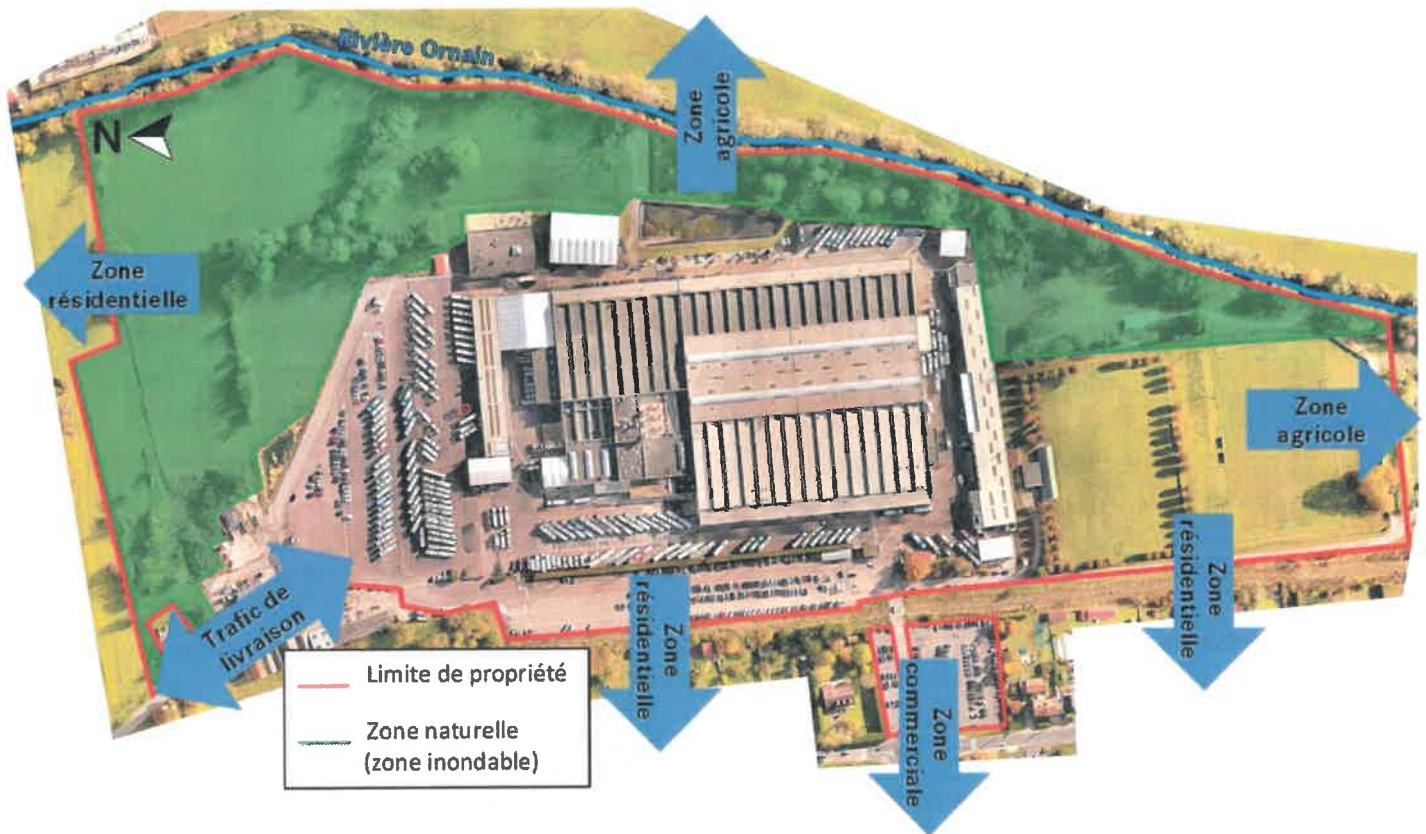 Rivière Ornain
Zone
agricole
N
Zone
résidentielle
Zone
agricole
Trafic de
livraison
Zone
résidentielle
Zone
résidentielle
Zone
commerciale
Limite de propriété
Zone naturelle
(zone inondable)